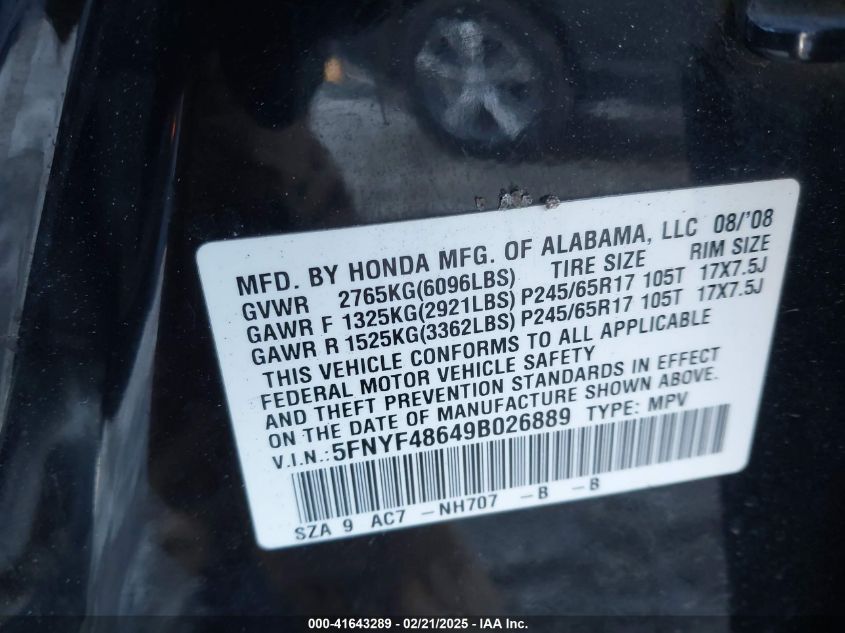 MFD. BY HONDA MFG. OF ALABAMA, LLC 08/'08
GVWR 2765KG(6096LBS) TIRE SIZE RIM SIZE
GAWR F 1325KG(2921LBS) P245/65R17 105T 17X7.5J
GAWR R 1525KG(3362LBS) P245/65R17 105T 17X7.5J
THIS VEHICLE CONFORMS TO ALL APPLICABLE
FEDERAL MOTOR VEHICLE SAFETY
AND THEFT PREVENTION STANDARDS IN EFFECT
ON THE DATE OF MANUFACTURE SHOWN ABOVE.
V.I.N.: 5FNYF48649B026889 TYPE: MPV
SZA 9 AC7 -NH707 -B -B
000-41643289 - 02/21/2025 - IAA Inc.